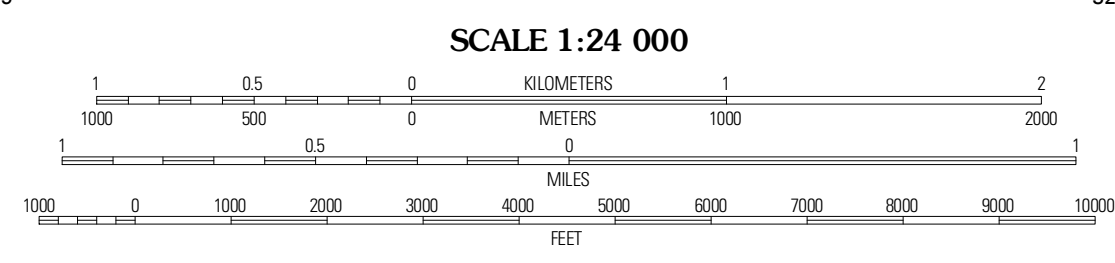 SCALE 1:24 000
1 0.5 0 KILOMETERS 1 2
1000 500 0 METERS 1000 2000
1 0.5 0 1
MILES
1000 0 1000 2000 3000 4000 5000 6000 7000 8000 9000 10000
FEET